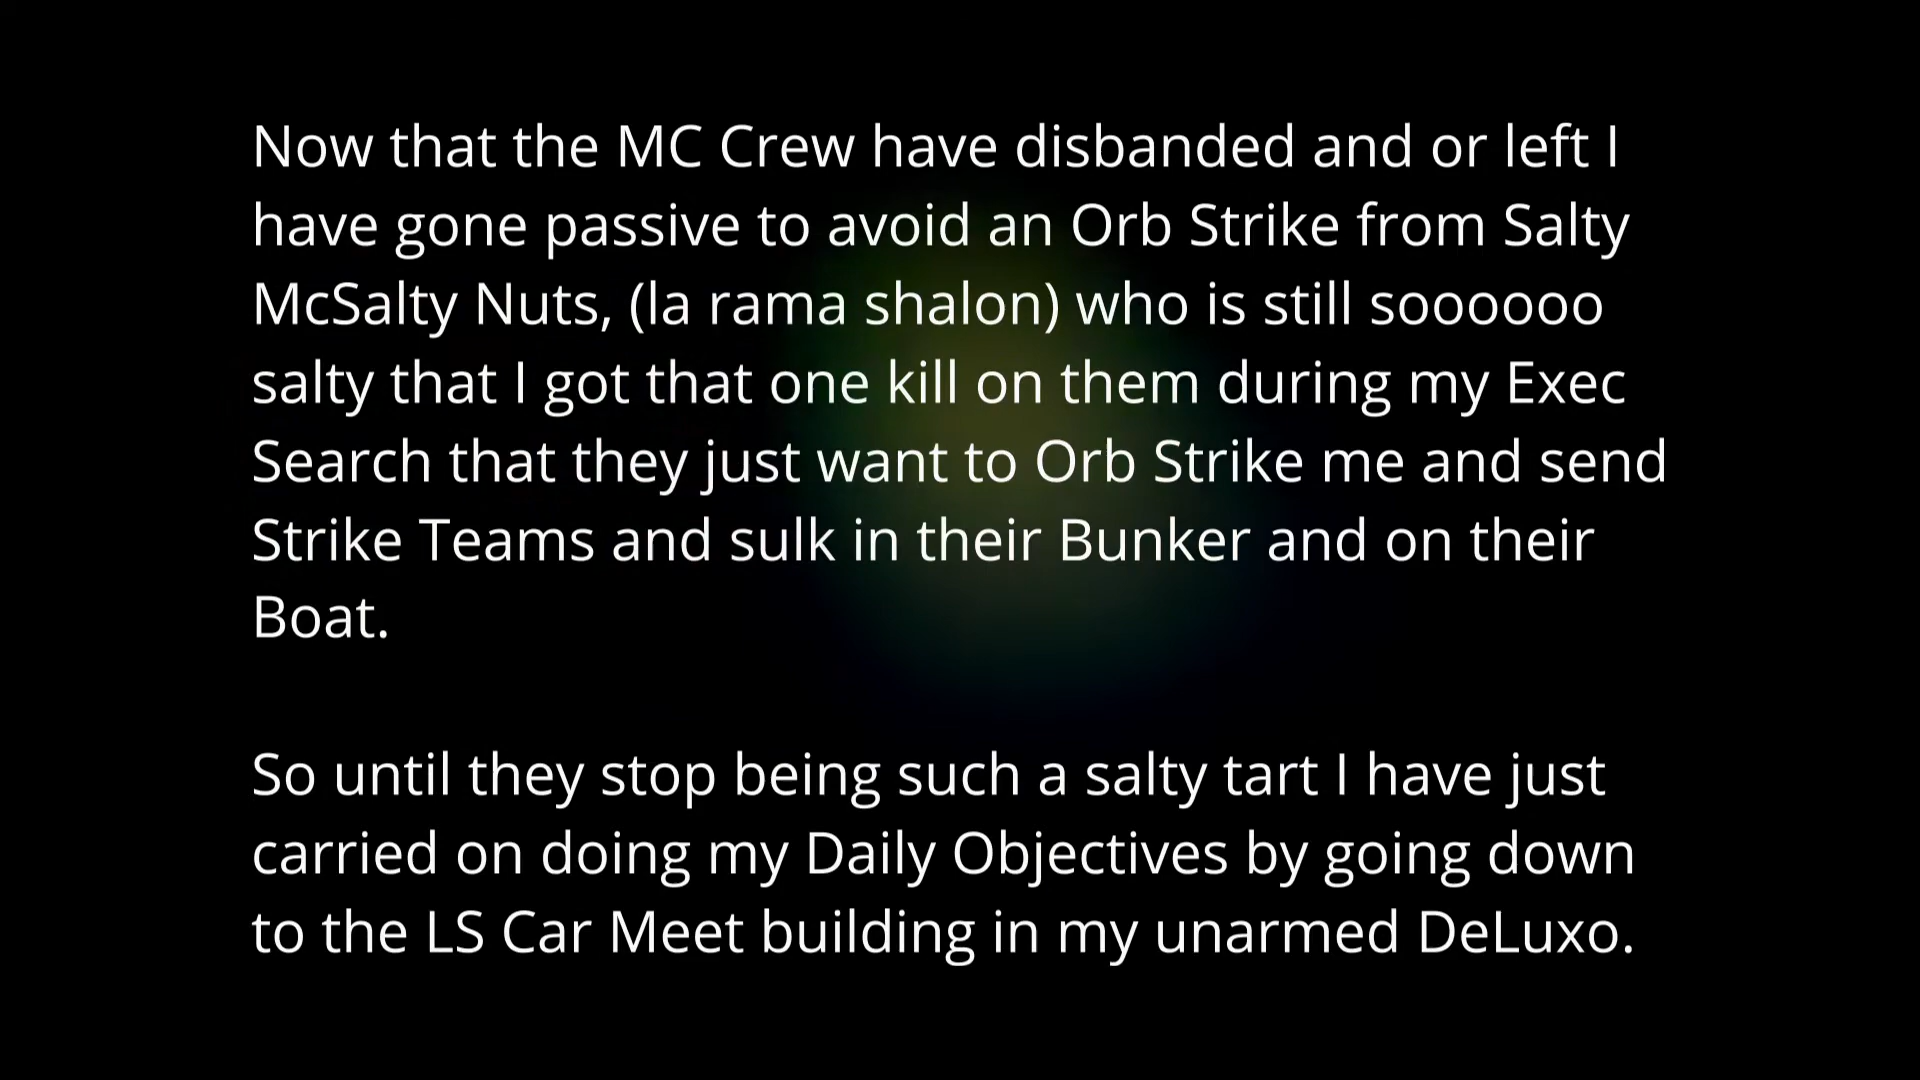 Now that the MC Crew have disbanded and or left I
have gone passive to avoid an Orb Strike from Salty
McSalty Nuts, (la rama shalon) who is still soooooo
salty that I got that one kill on them during my Exec
Search that they just want to Orb Strike me and send
Strike Teams and sulk in their Bunker and on their
Boat.
So until they stop being such a salty tart I have just
carried on doing my Daily Objectives by going down
to the LS Car Meet building in my unarmed DeLuxo.